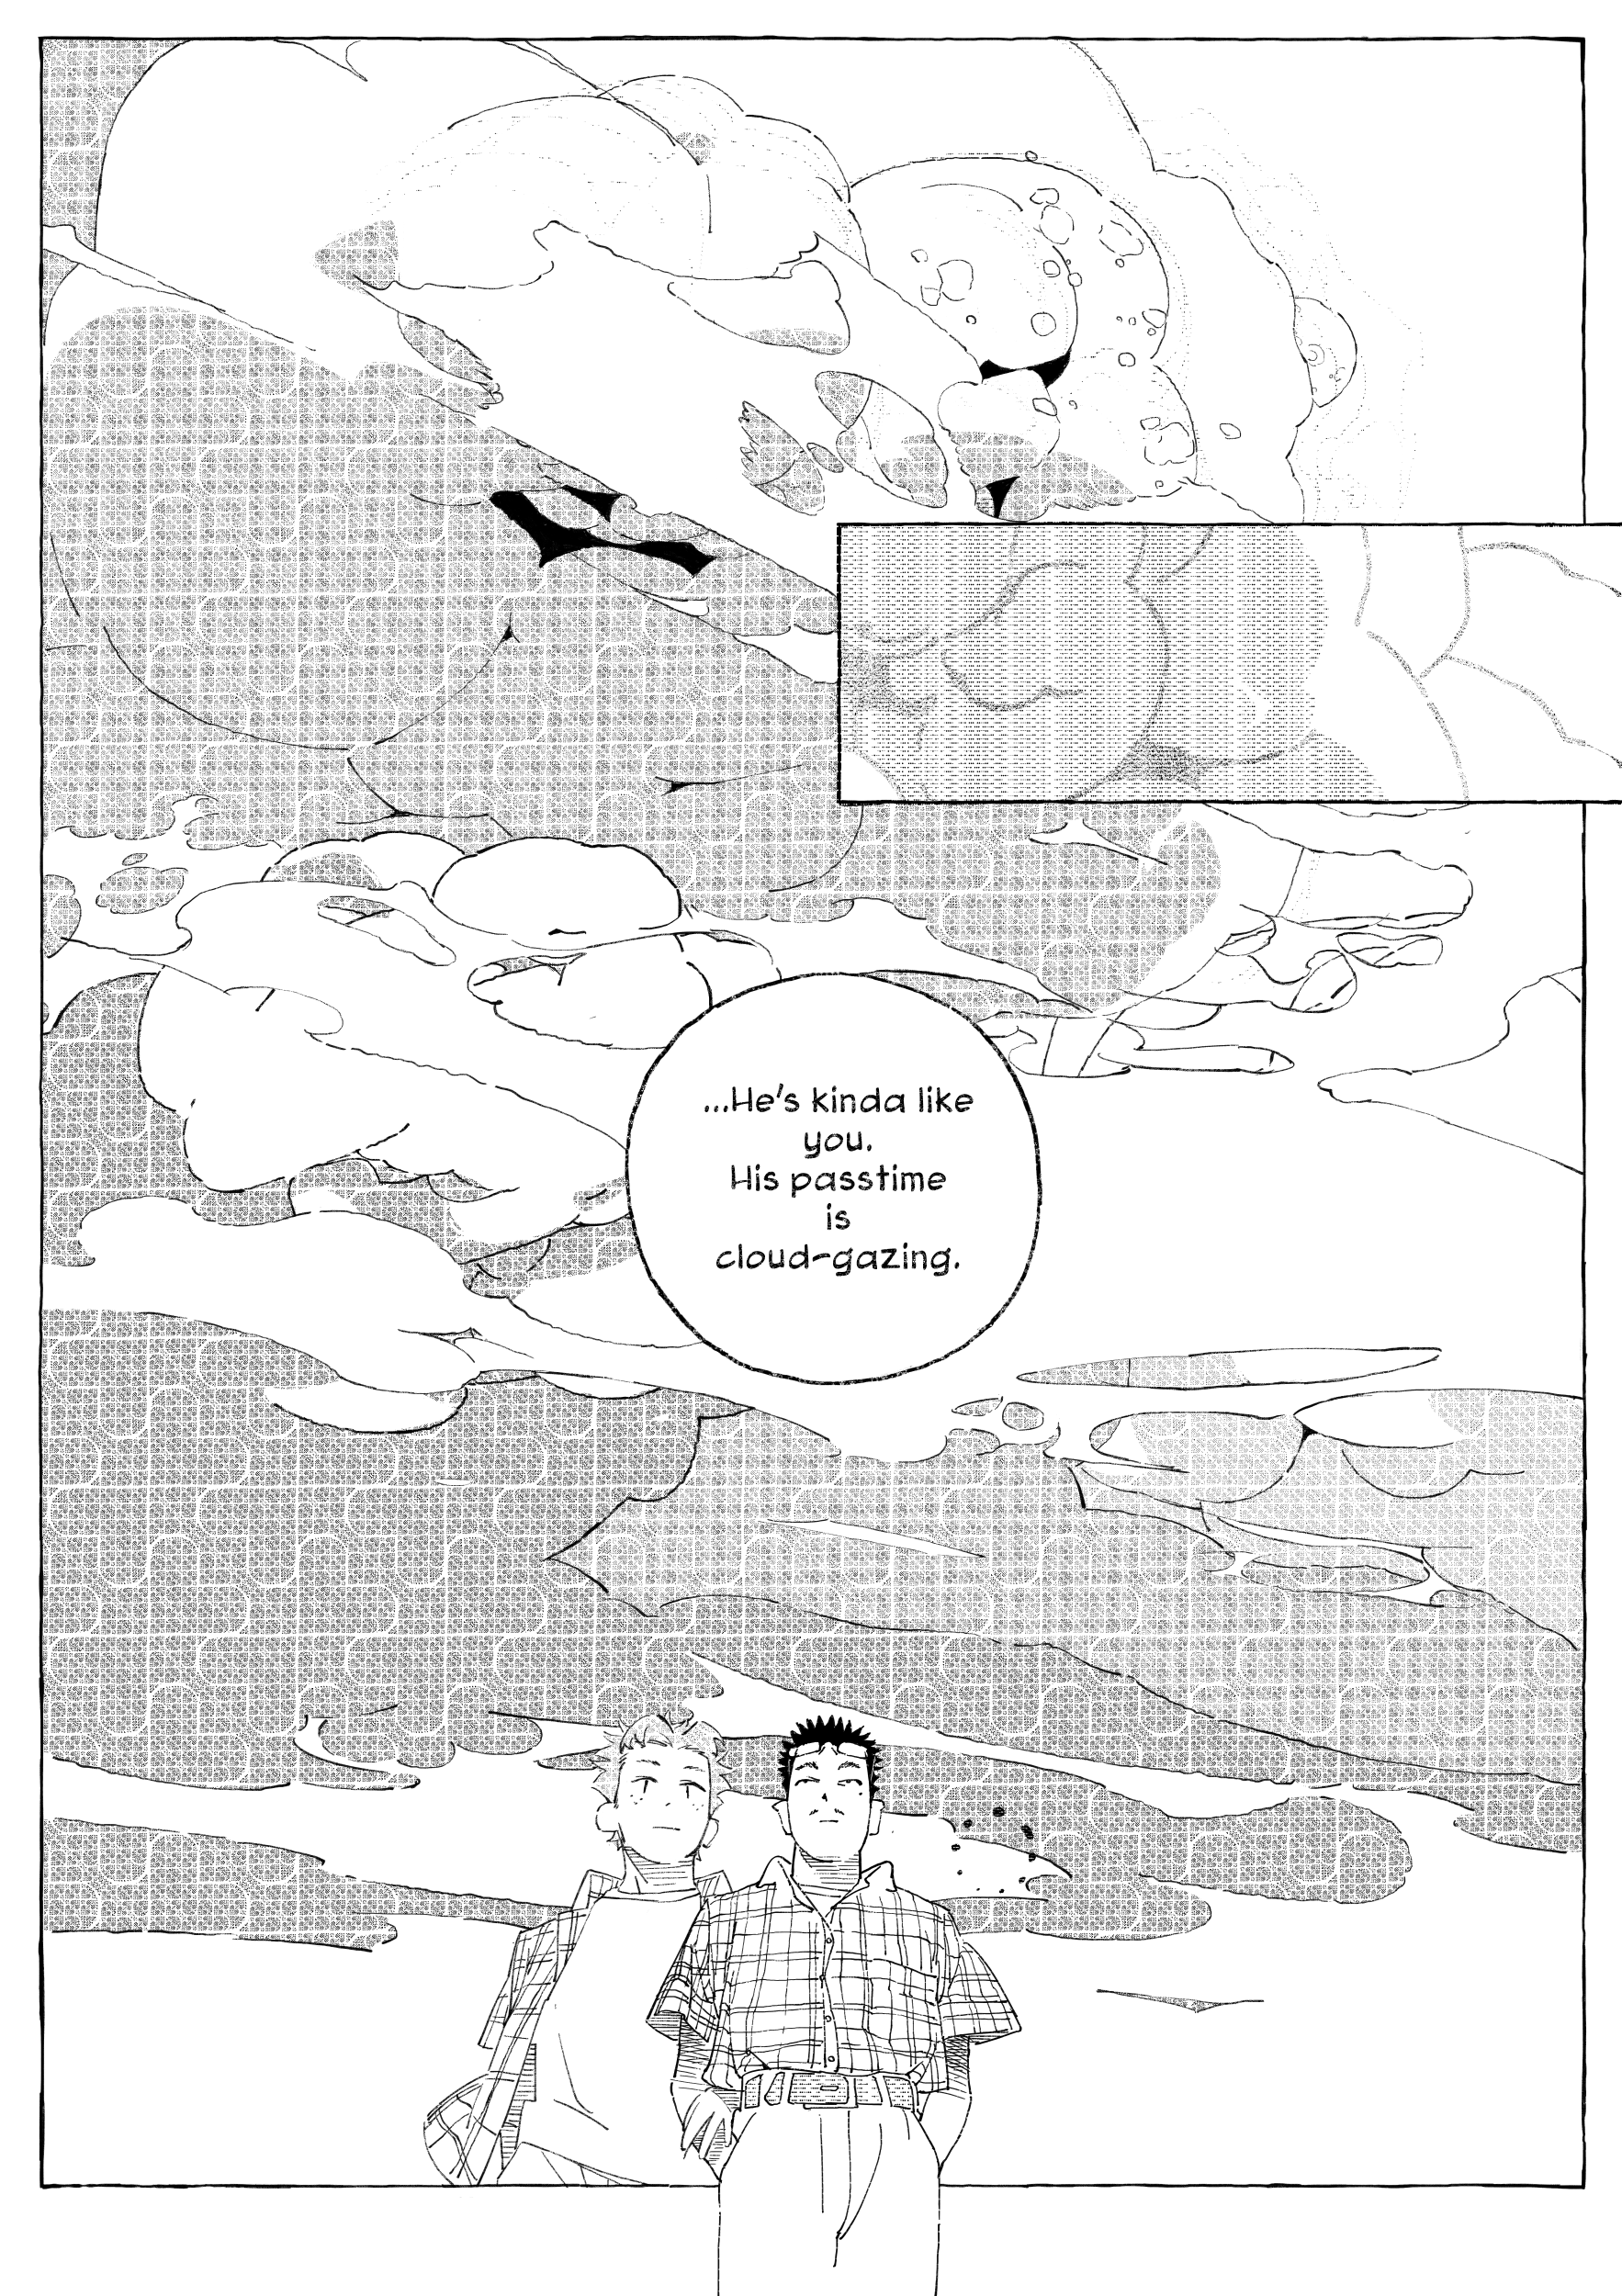 ...He's kinda like
you.
His passtime
is
cloud-gazing.